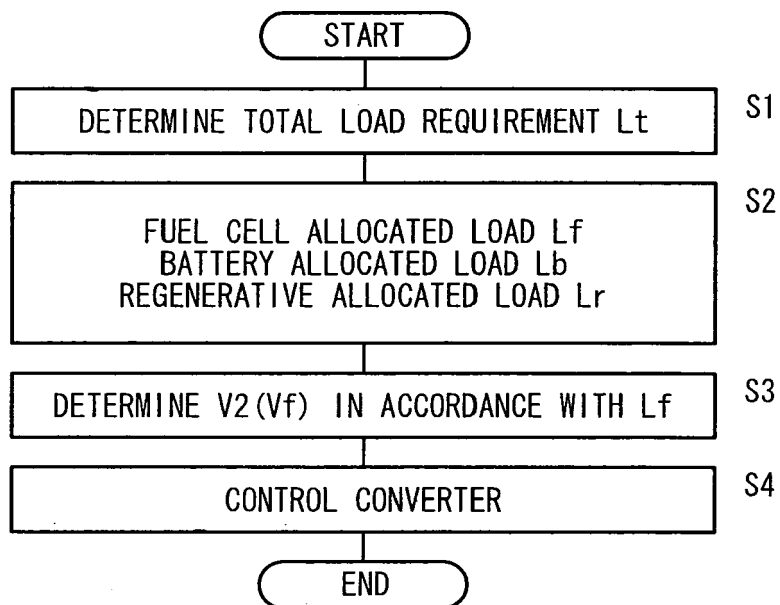 START
DETERMINE TOTAL LOAD REQUIREMENT Lt
S1
FUEL CELL ALLOCATED LOAD Lf
BATTERY ALLOCATED LOAD Lb
REGENERATIVE ALLOCATED LOAD Lr
S2
DETERMINE V2(Vf) IN ACCORDANCE WITH Lf
S3
CONTROL CONVERTER
S4
END